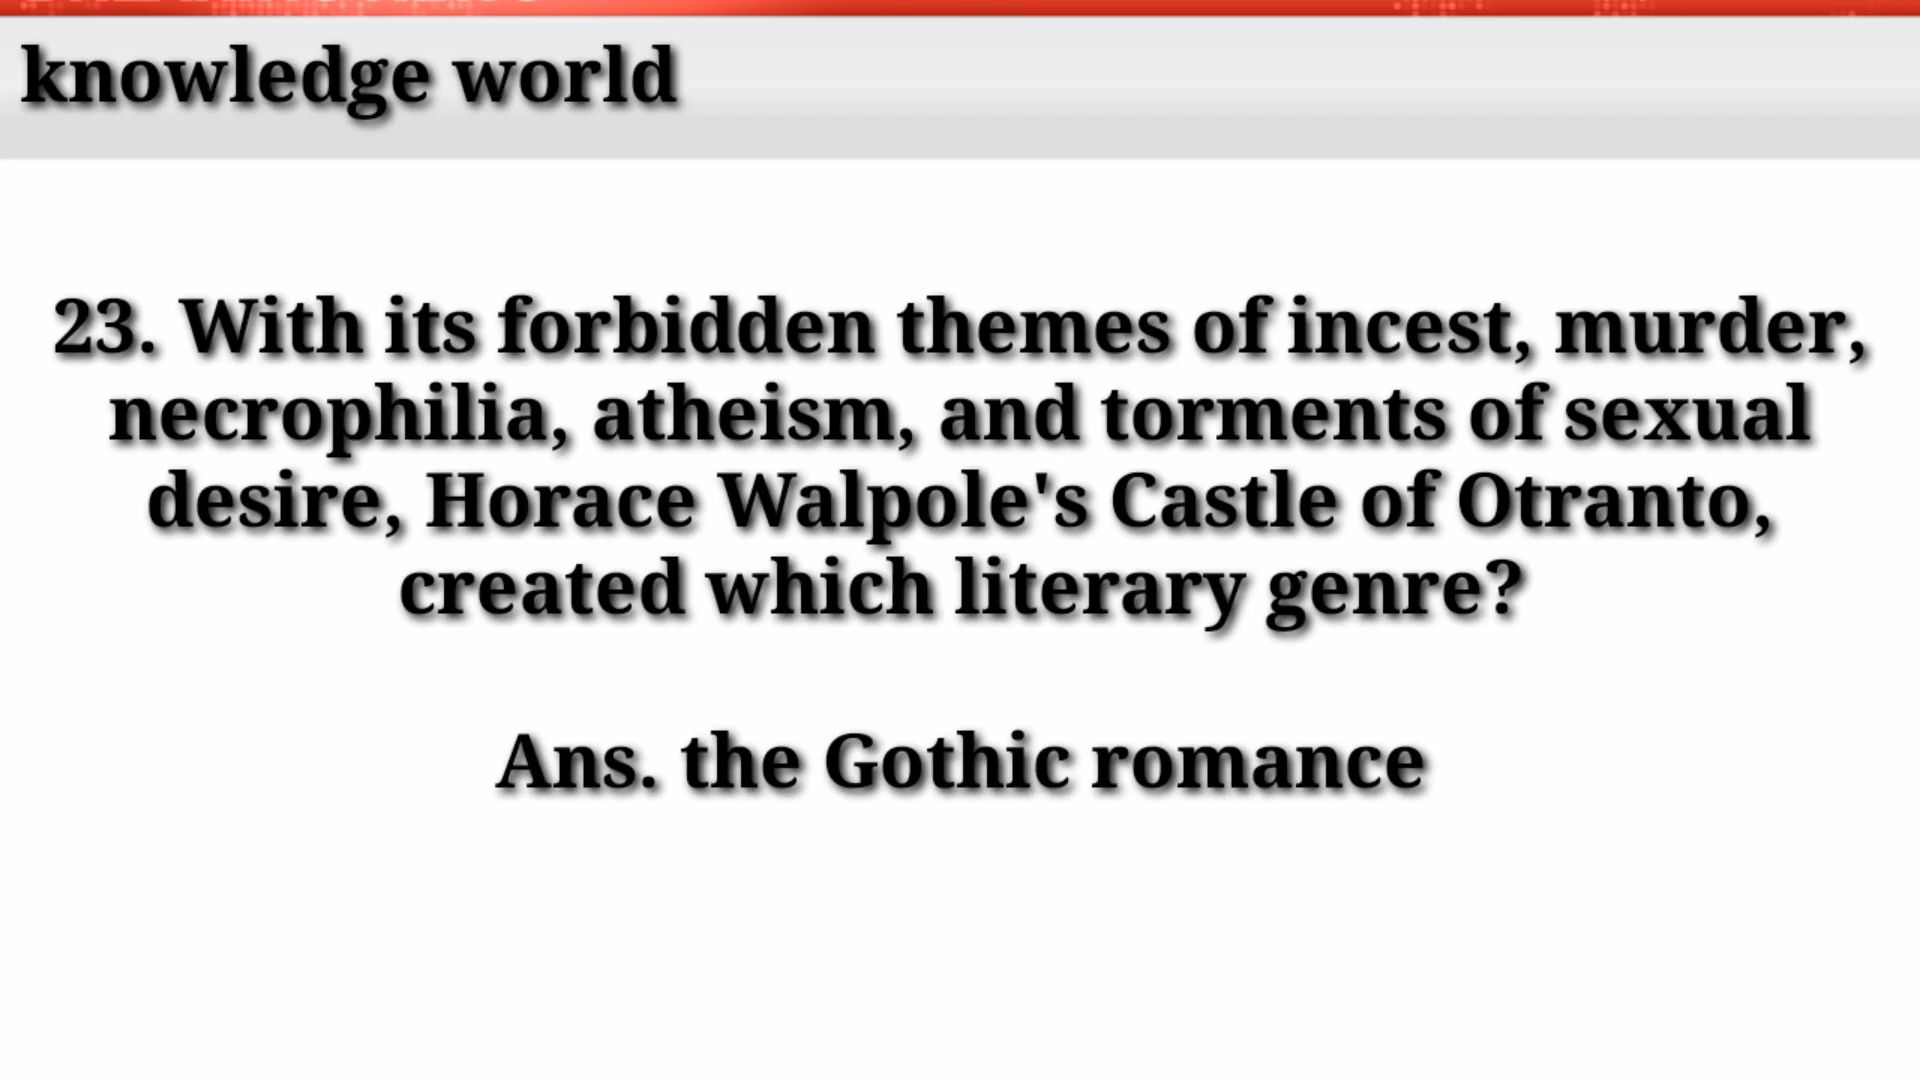 knowledge world
23. With its forbidden themes of incest, murder,
necrophilia, atheism, and torments of sexual
desire, Horace Walpole's Castle of Otranto,
created which literary genre?
Ans. the Gothic romance